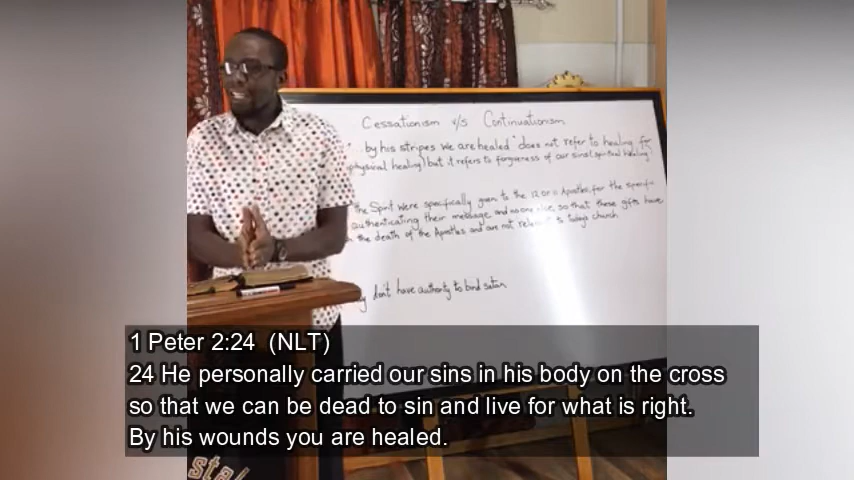 Cessationism v/s Continuationism
"by his stripes we are healed" does not refer to healing for
physical healing) but it refers to forgiveness of our sins(spiritual healing)
the Spirit were specifically given to the 12 or 11 Apostles for the specific
authenticating their message and no one else, so that these gifts have
the death of the Apostles and are not relevant to todays church
don't have authority to bind satan
1 Peter 2:24 (NLT)
24 He personally carried our sins in his body on the cross
so that we can be dead to sin and live for what is right.
By his wounds you are healed.